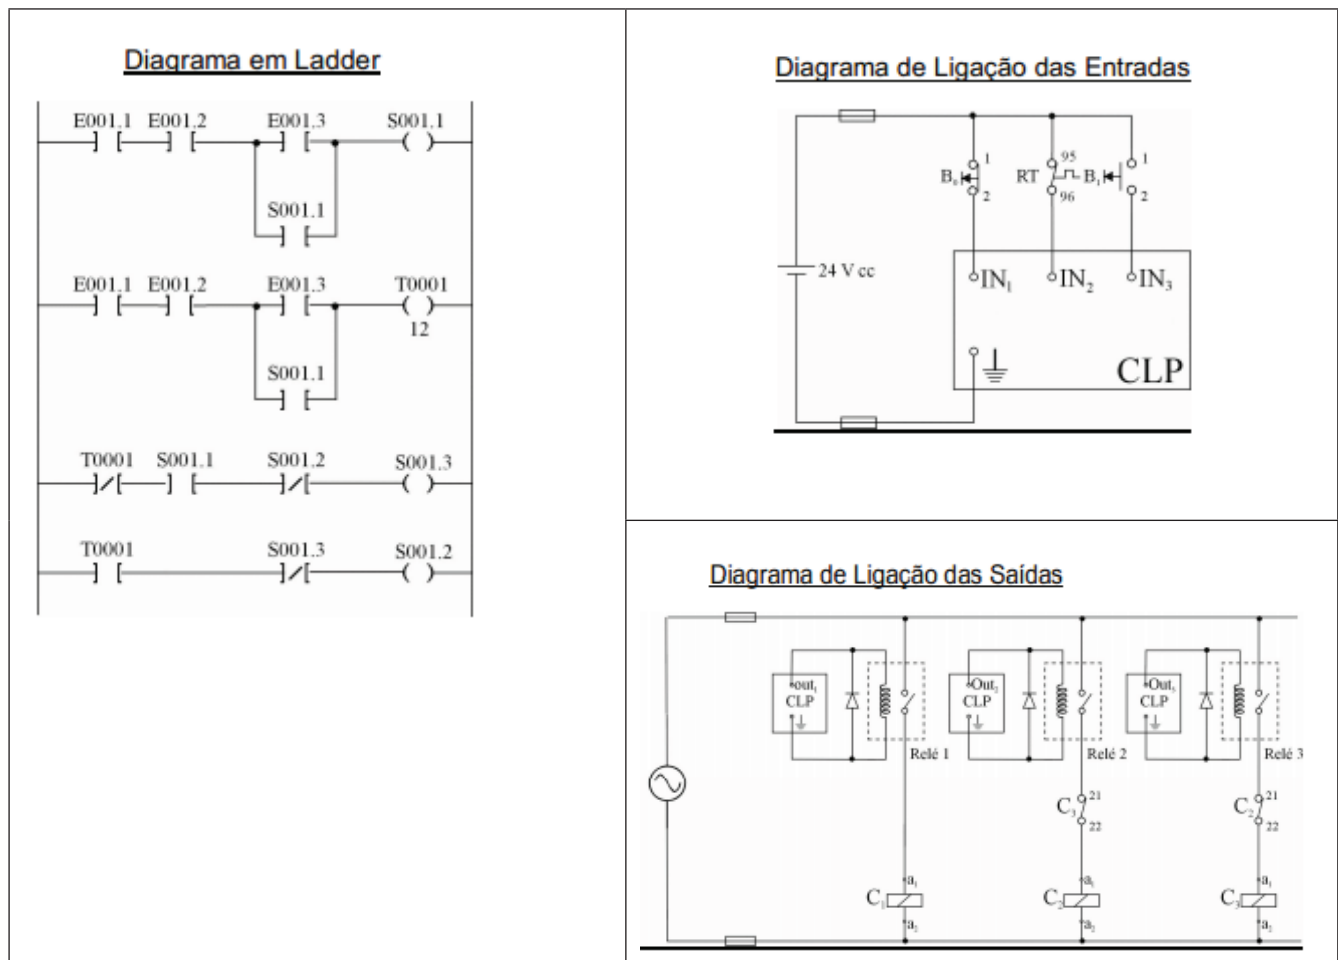 Diagrama em Ladder
E001.1 E001.2 E001.3 S001.1
S001.1
E001.1 E001.2 E001.3 T0001
12
S001.1
T0001 S001.1 S001.2 S001.3
T0001 S001.3 S001.2
Diagrama de Ligação das Entradas
1 95 1
B₀ RT B₁
2 96 2
24 V cc
IN₁ IN₂ IN₃
CLP
Diagrama de Ligação das Saídas
out₁ Out₂ Out₃
CLP CLP CLP
Relé 1 Relé 2 Relé 3
21 21
C₃ C₂
22 22
a₁ a₁ a₁
C₁ C₂ C₃
a₂ a₂ a₂